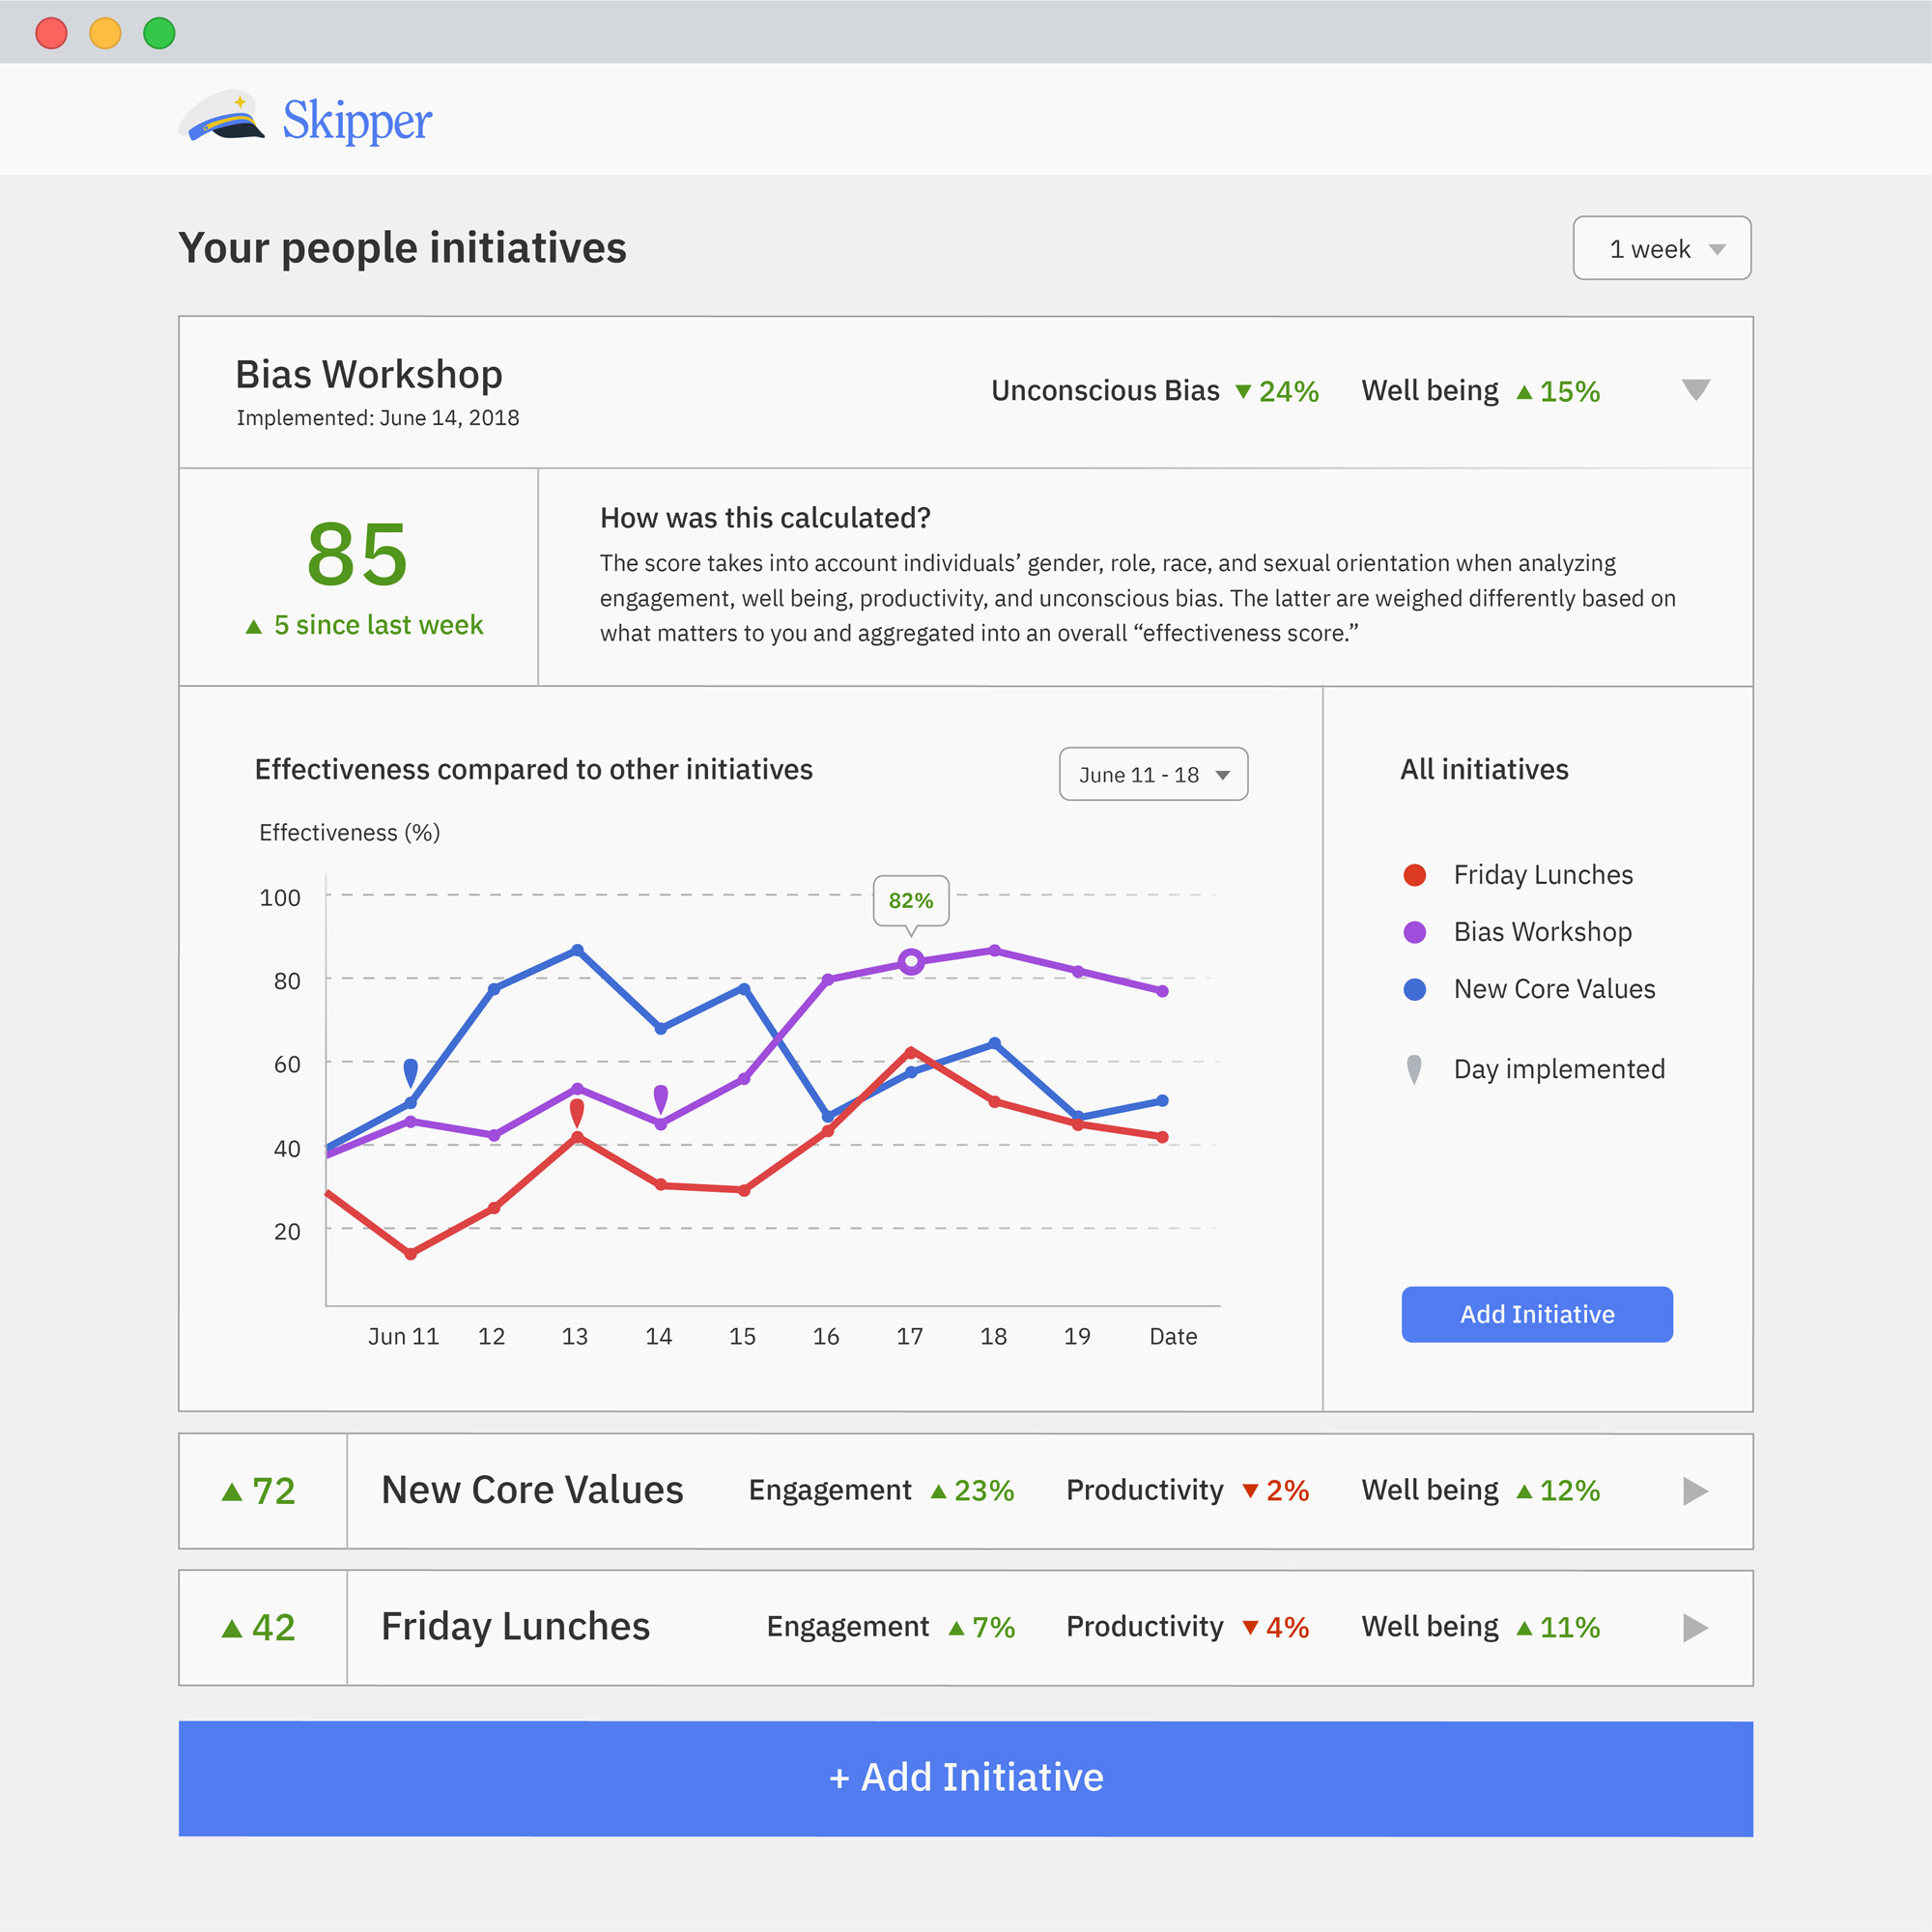 Skipper
Your people initiatives
1 week
Bias Workshop
Implemented: June 14, 2018
Unconscious Bias ▼ 24%
Well being ▲ 15%
85
▲ 5 since last week
How was this calculated?
The score takes into account individuals’ gender, role, race, and sexual orientation when analyzing
engagement, well being, productivity, and unconscious bias. The latter are weighed differently based on
what matters to you and aggregated into an overall “effectiveness score.”
Effectiveness compared to other initiatives
June 11 - 18
Effectiveness (%)
100
80
60
40
20
82%
Jun 11 12 13 14 15 16 17 18 19 Date
All initiatives
Friday Lunches
Bias Workshop
New Core Values
Day implemented
Add Initiative
▲ 72 New Core Values Engagement ▲ 23% Productivity ▼ 2% Well being ▲ 12%
▲ 42 Friday Lunches Engagement ▲ 7% Productivity ▼ 4% Well being ▲ 11%
+ Add Initiative